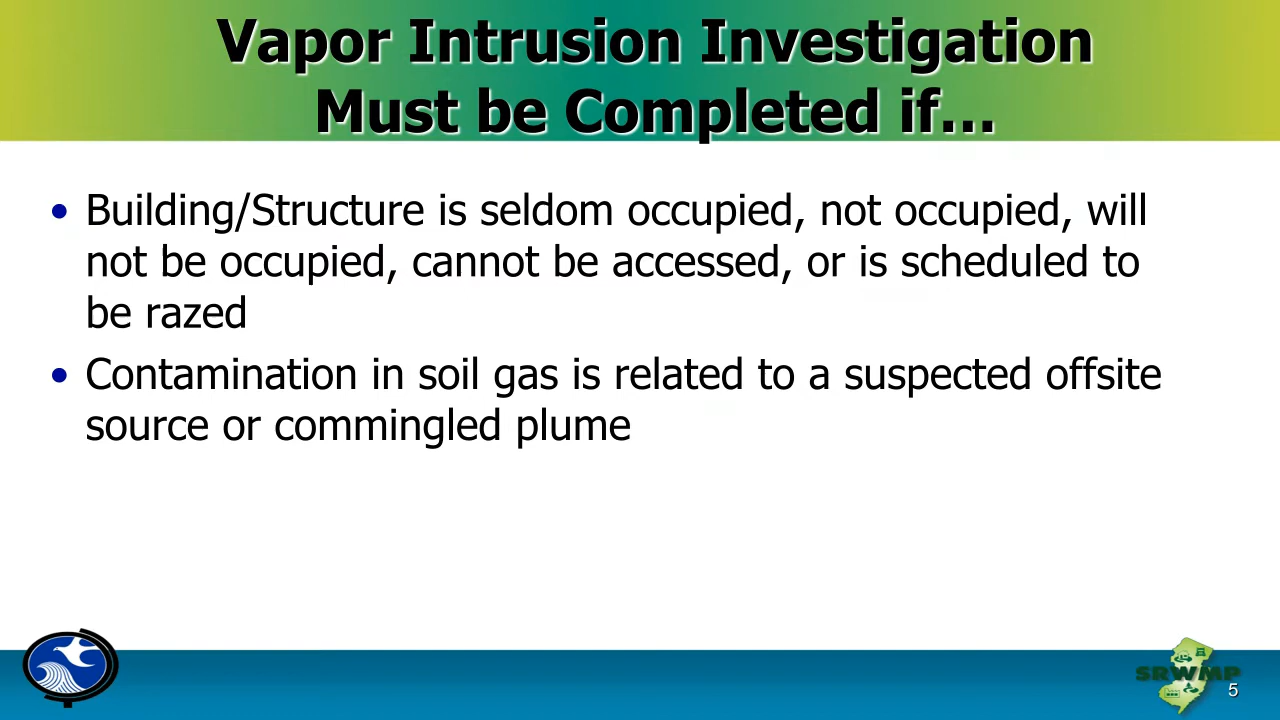 Vapor Intrusion Investigation
Must be Completed if...
• Building/Structure is seldom occupied, not occupied, will
not be occupied, cannot be accessed, or is scheduled to
be razed
• Contamination in soil gas is related to a suspected offsite
source or commingled plume
SRWMP
5